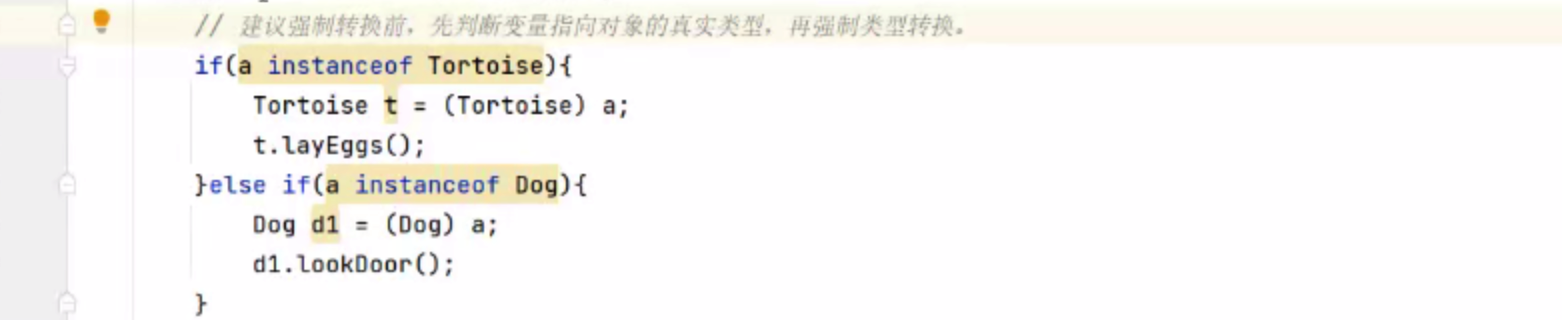 // 建议强制转换前，先判断变量指向对象的真实类型，再强制类型转换。
if(a instanceof Tortoise){
    Tortoise t = (Tortoise) a;
    t.layEggs();
}else if(a instanceof Dog){
    Dog d1 = (Dog) a;
    d1.lookDoor();
}